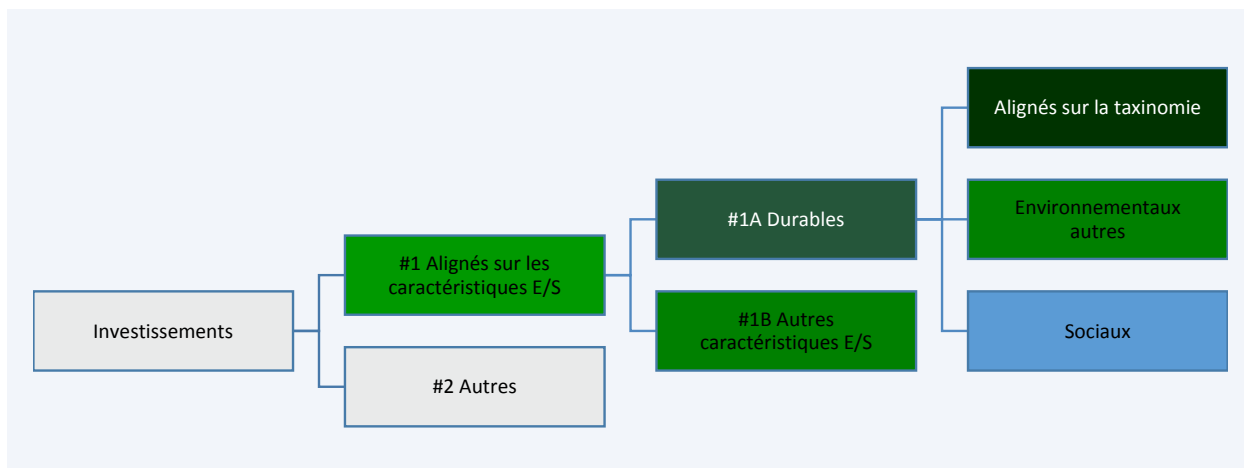 Investissements
#1 Alignés sur les
caractéristiques E/S
#2 Autres
#1A Durables
#1B Autres
caractéristiques E/S
Alignés sur la taxinomie
Environnementaux
autres
Sociaux